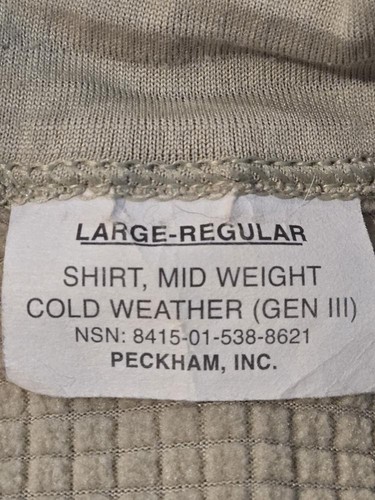 LARGE-REGULAR
SHIRT, MID WEIGHT
COLD WEATHER (GEN III)
NSN: 8415-01-538-8621
PECKHAM, INC.